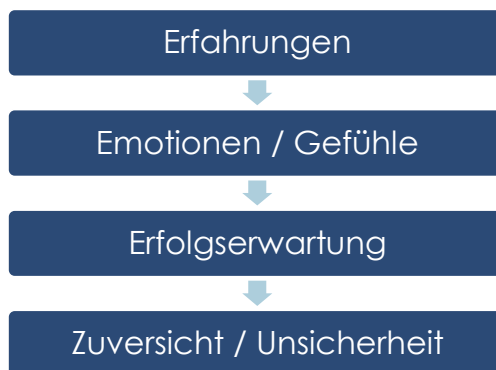 Erfahrungen
Emotionen / Gefühle
Erfolgserwartung
Zuversicht / Unsicherheit